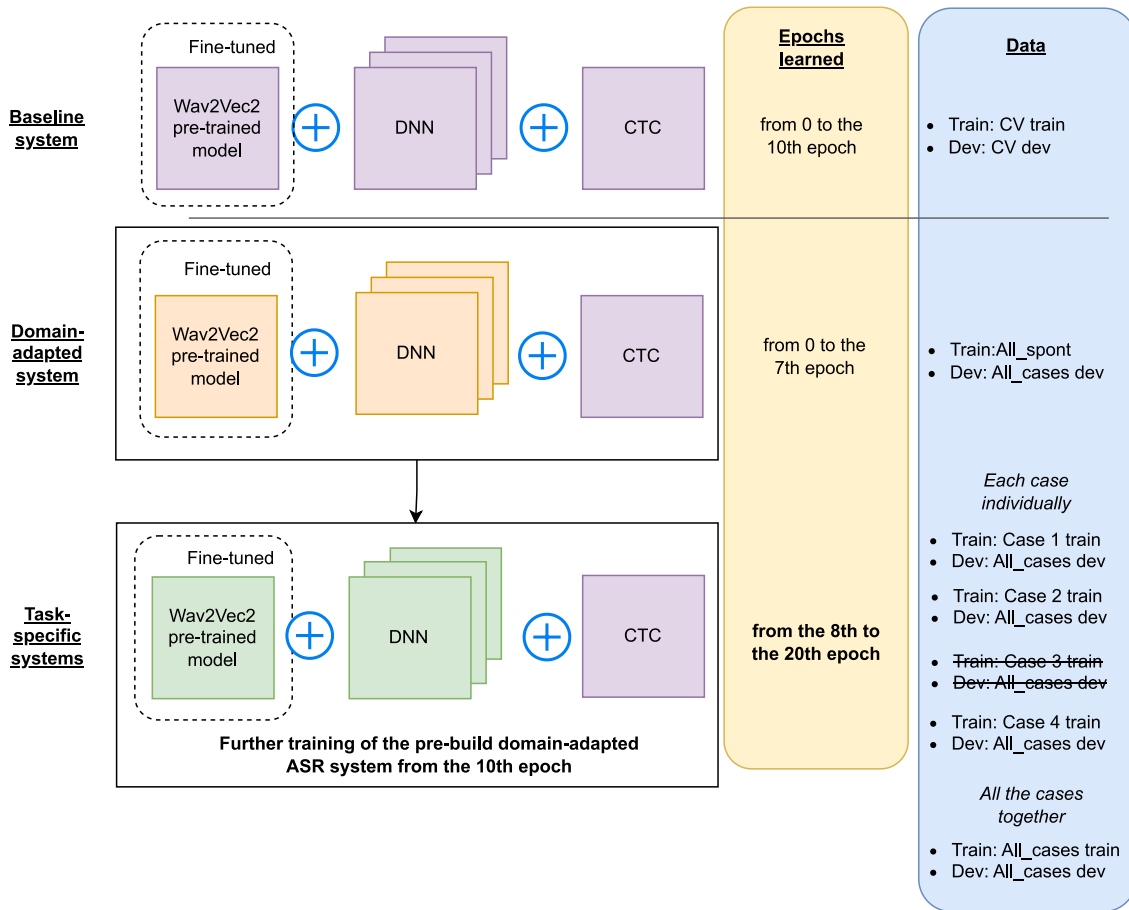 Epochs
learned
Data
Baseline
system
Fine-tuned
Wav2Vec2
pre-trained
model
DNN
CTC
from 0 to the
10th epoch
• Train: CV train
• Dev: CV dev
Domain-
adapted
system
Fine-tuned
Wav2Vec2
pre-trained
model
DNN
CTC
from 0 to the
7th epoch
• Train:All_spont
• Dev: All_cases dev
Task-
specific
systems
Fine-tuned
Wav2Vec2
pre-trained
model
DNN
CTC
Further training of the pre-build domain-adapted
ASR system from the 10th epoch
from the 8th to
the 20th epoch
Each case
individually
• Train: Case 1 train
• Dev: All_cases dev
• Train: Case 2 train
• Dev: All_cases dev
• Train: Case 3 train
• Dev: All_cases dev
• Train: Case 4 train
• Dev: All_cases dev
All the cases
together
• Train: All_cases train
• Dev: All_cases dev